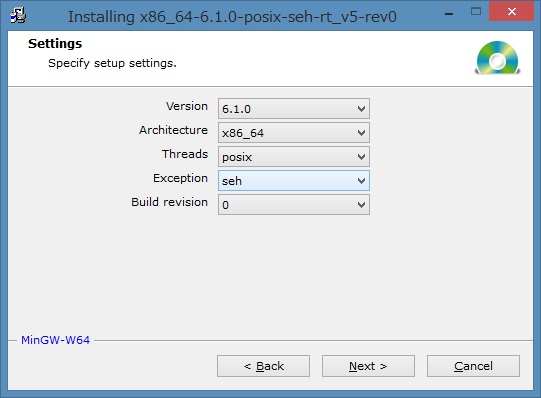 Installing x86_64-6.1.0-posix-seh-rt_v5-rev0
Settings
Specify setup settings.
Version 6.1.0
Architecture x86_64
Threads posix
Exception seh
Build revision 0
MinGW-W64
< Back Next > Cancel